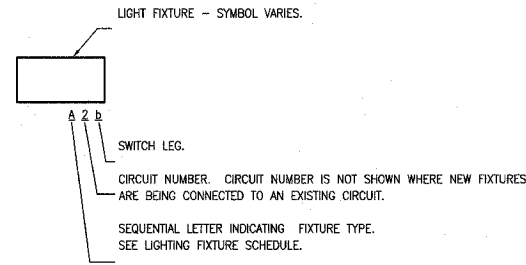 LIGHT FIXTURE - SYMBOL VARIES.
A 2 b
SWITCH LEG.
CIRCUIT NUMBER. CIRCUIT NUMBER IS NOT SHOWN WHERE NEW FIXTURES
ARE BEING CONNECTED TO AN EXISTING CIRCUIT.
SEQUENTIAL LETTER INDICATING FIXTURE TYPE.
SEE LIGHTING FIXTURE SCHEDULE.